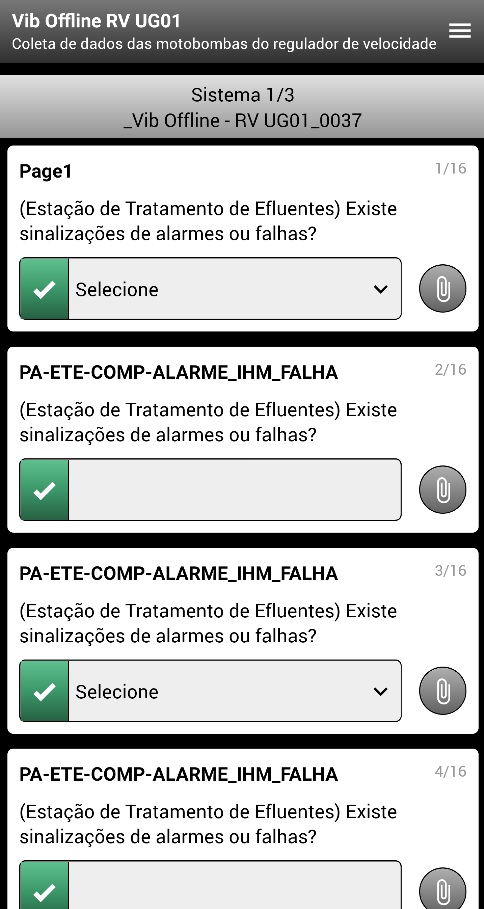 Vib Offline RV UG01
Coleta de dados das motobombas do regulador de velocidade
Sistema 1/3
_Vib Offline - RV UG01_0037
Page1
1/16
(Estação de Tratamento de Efluentes) Existe
sinalizações de alarmes ou falhas?
Selecione
PA-ETE-COMP-ALARME_IHM_FALHA
2/16
(Estação de Tratamento de Efluentes) Existe
sinalizações de alarmes ou falhas?
PA-ETE-COMP-ALARME_IHM_FALHA
3/16
(Estação de Tratamento de Efluentes) Existe
sinalizações de alarmes ou falhas?
Selecione
PA-ETE-COMP-ALARME_IHM_FALHA
4/16
(Estação de Tratamento de Efluentes) Existe
sinalizações de alarmes ou falhas?